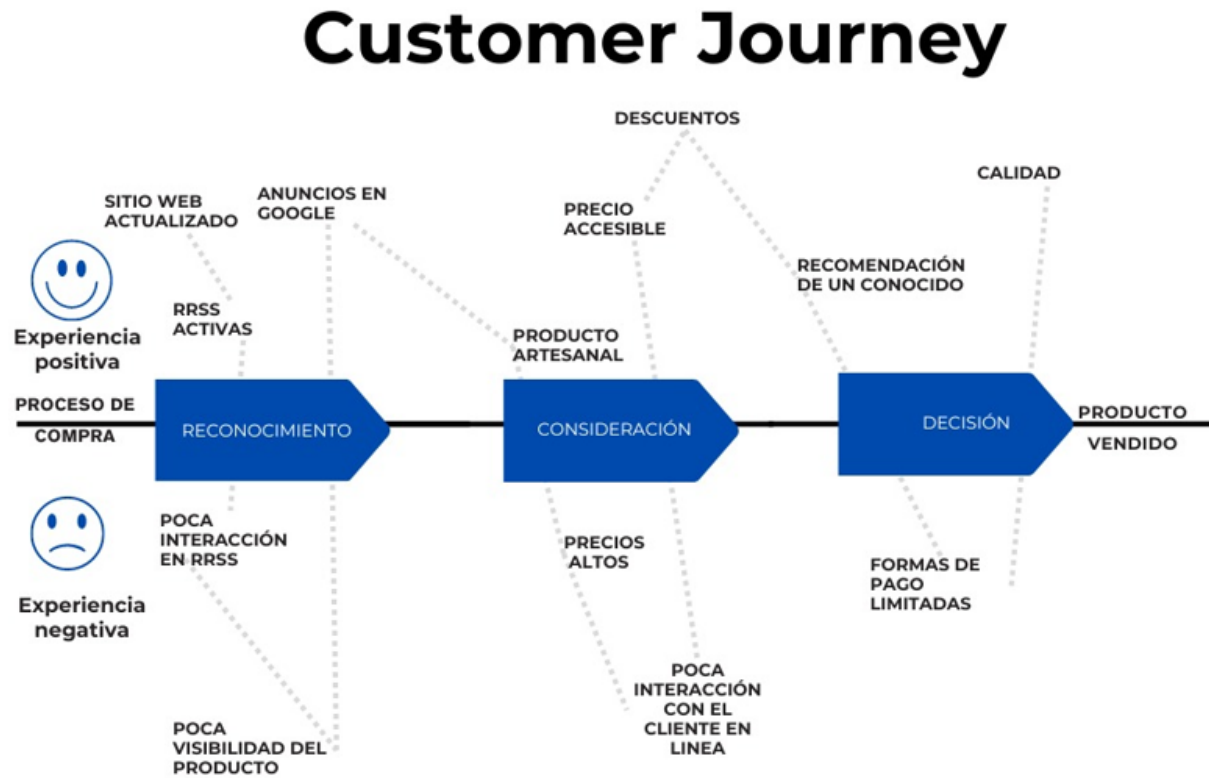 Customer Journey
DESCUENTOS
CALIDAD
SITIO WEB
ACTUALIZADO
ANUNCIOS EN
GOOGLE
PRECIO
ACCESIBLE
RECOMENDACIÓN
DE UN CONOCIDO
RRSS
ACTIVAS
PRODUCTO
ARTESANAL
Experiencia
positiva
PROCESO DE
COMPRA
RECONOCIMIENTO
CONSIDERACIÓN
DECISIÓN
PRODUCTO
VENDIDO
POCA
INTERACCIÓN
EN RRSS
PRECIOS
ALTOS
FORMAS DE
PAGO
LIMITADAS
Experiencia
negativa
POCA
INTERACCIÓN
CON EL
CLIENTE EN
LINEA
POCA
VISIBILIDAD DEL
PRODUCTO